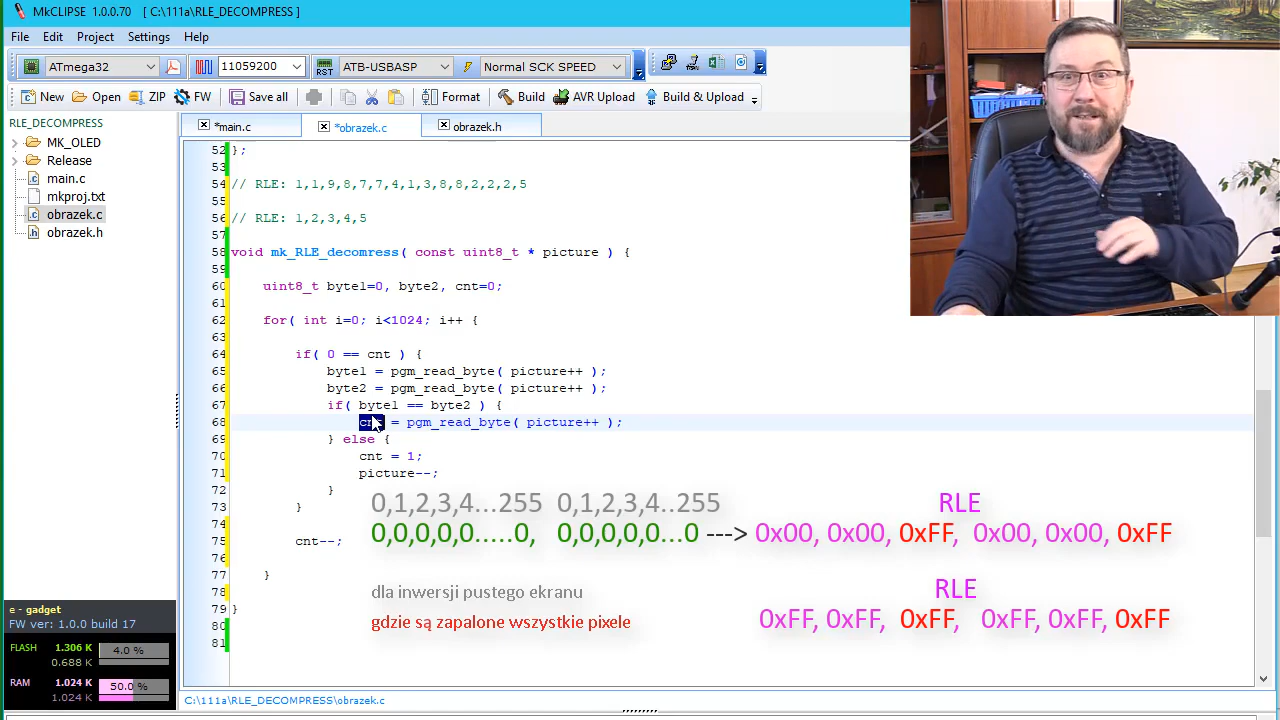 MkCLIPSE 1.0.0.70 [ C:\111a\RLE_DECOMPRESS ]
File Edit Project Settings Help
ATmega32 11059200 RST ATB-USBASP Normal SCK SPEED
New Open ZIP FW Save all Format Build AVR Upload Build & Upload
RLE_DECOMPRESS
MK_OLED
Release
main.c
mkproj.txt
obrazek.c
obrazek.h
*main.c *obrazek.c obrazek.h
52 };
53
54 // RLE: 1,1,9,8,7,7,4,1,3,8,8,2,2,2,5
55
56 // RLE: 1,2,3,4,5
57
58 void mk_RLE_decomress( const uint8_t * picture ) {
59
60 uint8_t byte1=0, byte2, cnt=0;
61
62 for( int i=0; i<1024; i++ {
63
64 if( 0 == cnt ) {
65 byte1 = pgm_read_byte( picture++ );
66 byte2 = pgm_read_byte( picture++ );
67 if( byte1 == byte2 ) {
68 cnt = pgm_read_byte( picture++ );
69 } else {
70 cnt = 1;
71 picture--;
72 }
73 }
74
75 cnt--;
76
77 }
78
79 }
80
81
0,1,2,3,4...255 0,1,2,3,4..255 RLE
0,0,0,0,0.....0, 0,0,0,0,0...0 ---> 0x00, 0x00, 0xFF, 0x00, 0x00, 0xFF
dla inwersji pustego ekranu RLE
gdzie są zapalone wszystkie pixele 0xFF, 0xFF, 0xFF, 0xFF, 0xFF, 0xFF
e - gadget
FW ver: 1.0.0 build 17
FLASH 1.306 K 4.0 %
0.688 K
RAM 1.024 K 50.0 %
1.024 K
C:\111a\RLE_DECOMPRESS\obrazek.c